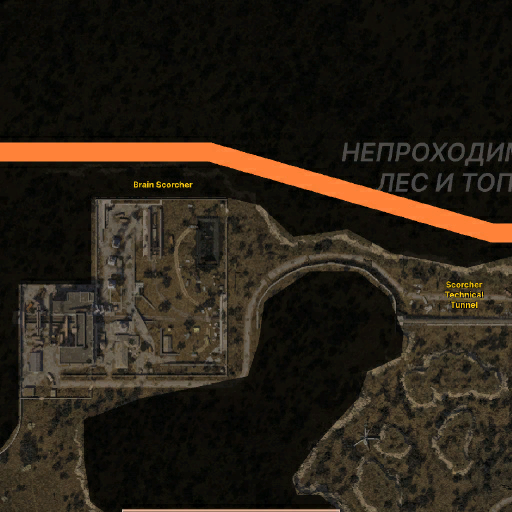 НЕПРОХОДИМ
ЛЕС И ТОП
Brain Scorcher
Scorcher
Technical
Tunnel